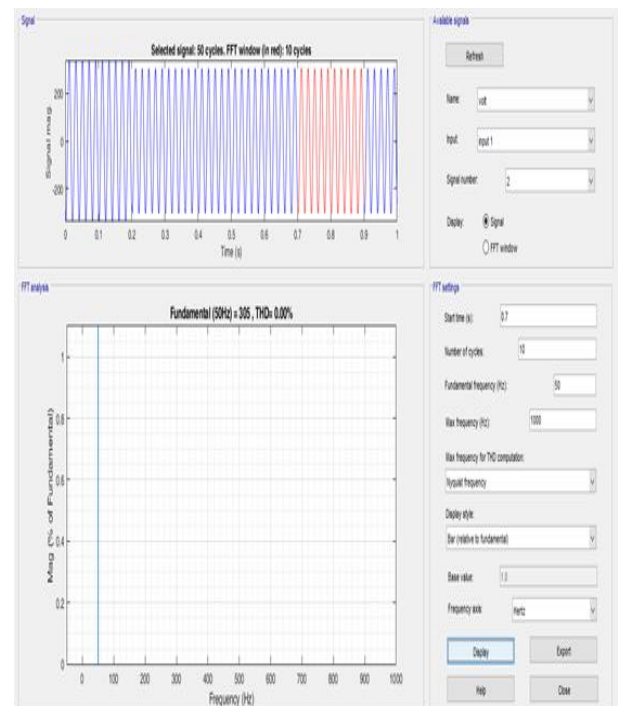 Signal
Selected signal: 50 cycles. FFT window (in red): 10 cycles
Signal mag.
200
0
-200
0 0.1 0.2 0.3 0.4 0.5 0.6 0.7 0.8 0.9 1
Time (s)
Available signals
Refresh
Name: volt
Input: input 1
Signal number: 2
Display: Signal
FFT window
FFT analysis
Fundamental (50Hz) = 305 , THD= 0.00%
Mag (% of Fundamental)
1
0.8
0.6
0.4
0.2
0
0 100 200 300 400 500 600 700 800 900 1000
Frequency (Hz)
FFT settings
Start time (s): 0.7
Number of cycles: 10
Fundamental frequency (Hz): 50
Max frequency (Hz): 1000
Max frequency for THD computation:
Nyquist frequency
Display style:
Bar (relative to fundamental)
Base value: 1.0
Frequency axis: Hertz
Display Export
Help Close